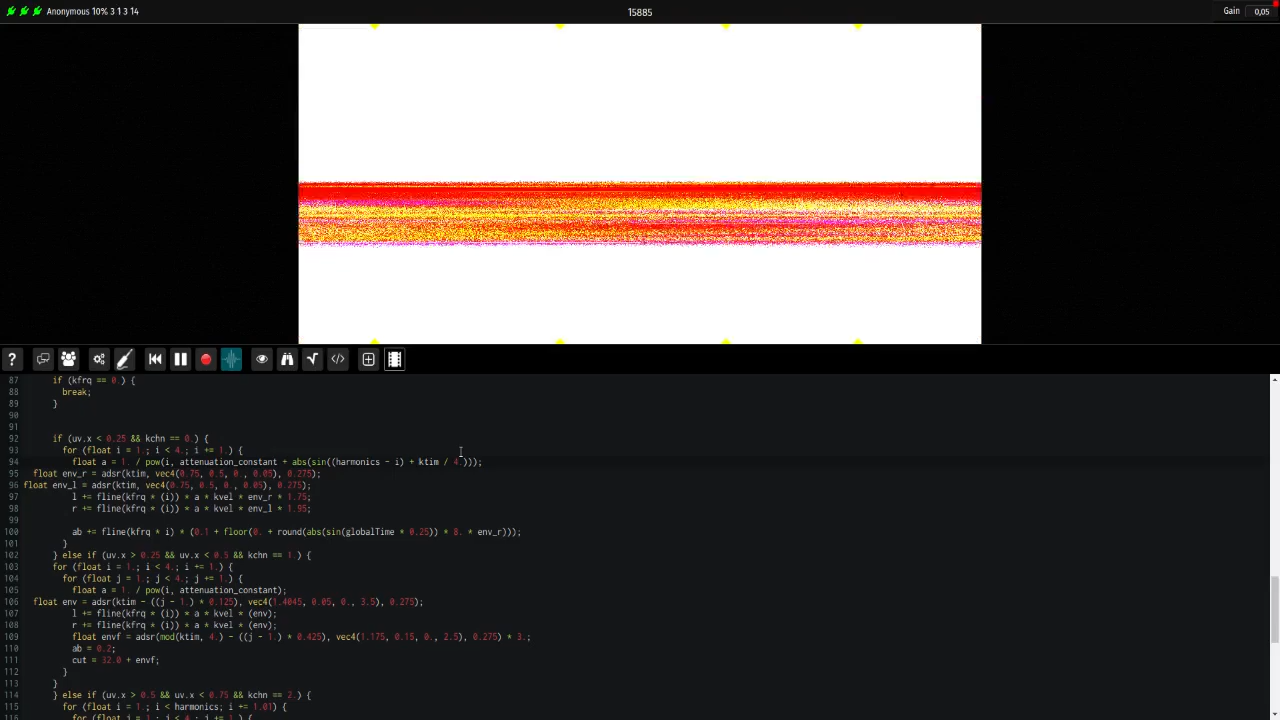 Anonymous 10% 3 1 3 14
15885
Gain 0,05
?
87 if (kfrq == 0.) {
88 break;
89 }
90
91
92 if (uv.x < 0.25 && kchn == 0.) {
93 for (float i = 1.; i < 4.; i += 1.) {
94 float a = 1. / pow(i, attenuation_constant + abs(sin((harmonics - i) + ktim / 4.)));
95 float env_r = adsr(ktim, vec4(0.75, 0.5, 0., 0.05), 0.275);
96 float env_l = adsr(ktim, vec4(0.75, 0.5, 0., 0.05), 0.275);
97 l += fline(kfrq * (i)) * a * kvel * env_r * 1.75;
98 r += fline(kfrq * (i)) * a * kvel * env_l * 1.95;
99
100 ab += fline(kfrq * i) * (0.1 + floor(0. + round(abs(sin(globalTime * 0.25)) * 8. * env_r)));
101 }
102 } else if (uv.x > 0.25 && uv.x < 0.5 && kchn == 1.) {
103 for (float i = 1.; i < 4.; i += 1.) {
104 for (float j = 1.; j < 4.; j += 1.) {
105 float a = 1. / pow(i, attenuation_constant);
106 float env = adsr(ktim - ((j - 1.) * 0.125), vec4(1.4045, 0.05, 0., 3.5), 0.275);
107 l += fline(kfrq * (i)) * a * kvel * (env);
108 r += fline(kfrq * (i)) * a * kvel * (env);
109 float envf = adsr(mod(ktim, 4.) - ((j - 1.) * 0.425), vec4(1.175, 0.15, 0., 2.5), 0.275) * 3.;
110 ab = 0.2;
111 cut = 32.0 + envf;
112 }
113 }
114 } else if (uv.x > 0.5 && uv.x < 0.75 && kchn == 2.) {
115 for (float i = 1.; i < harmonics; i += 1.01) {